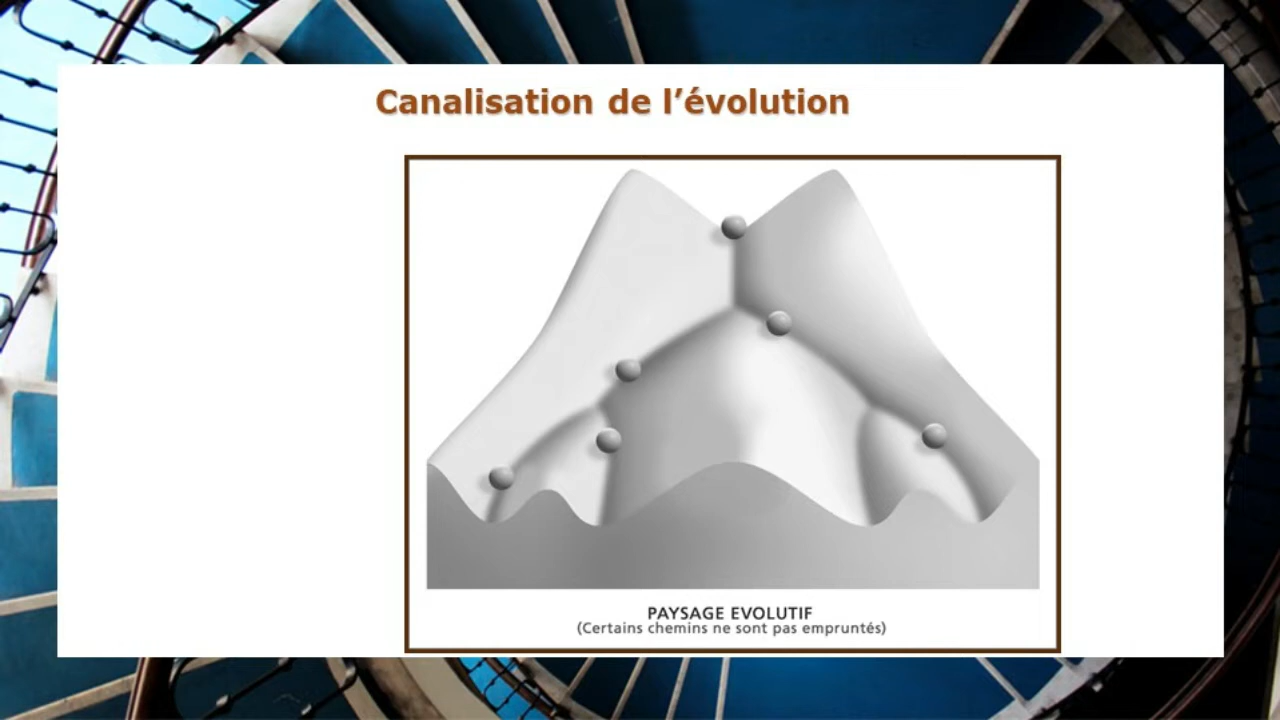 Canalisation de l’évolution
PAYSAGE EVOLUTIF
(Certains chemins ne sont pas empruntés)